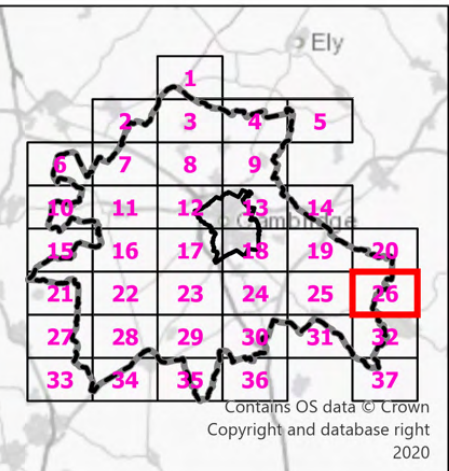 Ely
1
2 3 4 5
6 7 8 9
10 11 12 13 14
Cambridge
15 16 17 18 19 20
21 22 23 24 25 26
27 28 29 30 31 32
33 34 35 36 37
Contains OS data © Crown
Copyright and database right
2020